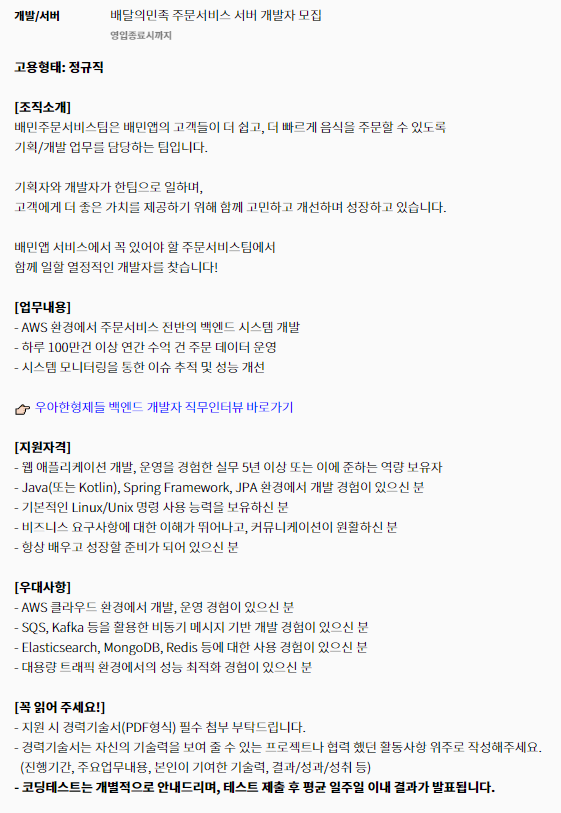 개발/서버 배달의민족 주문서비스 서버 개발자 모집
영입종료시까지
고용형태: 정규직
[조직소개]
배민주문서비스팀은 배민앱의 고객들이 더 쉽고, 더 빠르게 음식을 주문할 수 있도록
기획/개발 업무를 담당하는 팀입니다.
기획자와 개발자가 한팀으로 일하며,
고객에게 더 좋은 가치를 제공하기 위해 함께 고민하고 개선하며 성장하고 있습니다.
배민앱 서비스에서 꼭 있어야 할 주문서비스팀에서
함께 일할 열정적인 개발자를 찾습니다!
[업무내용]
- AWS 환경에서 주문서비스 전반의 백엔드 시스템 개발
- 하루 100만건 이상 연간 수억 건 주문 데이터 운영
- 시스템 모니터링을 통한 이슈 추적 및 성능 개선
👉 우아한형제들 백엔드 개발자 직무인터뷰 바로가기
[지원자격]
- 웹 애플리케이션 개발, 운영을 경험한 실무 5년 이상 또는 이에 준하는 역량 보유자
- Java(또는 Kotlin), Spring Framework, JPA 환경에서 개발 경험이 있으신 분
- 기본적인 Linux/Unix 명령 사용 능력을 보유하신 분
- 비즈니스 요구사항에 대한 이해가 뛰어나고, 커뮤니케이션이 원활하신 분
- 항상 배우고 성장할 준비가 되어 있으신 분
[우대사항]
- AWS 클라우드 환경에서 개발, 운영 경험이 있으신 분
- SQS, Kafka 등을 활용한 비동기 메시지 기반 개발 경험이 있으신 분
- Elasticsearch, MongoDB, Redis 등에 대한 사용 경험이 있으신 분
- 대용량 트래픽 환경에서의 성능 최적화 경험이 있으신 분
[꼭 읽어 주세요!]
- 지원 시 경력기술서(PDF형식) 필수 첨부 부탁드립니다.
- 경력기술서는 자신의 기술력을 보여 줄 수 있는 프로젝트나 협력 했던 활동사항 위주로 작성해주세요.
(진행기간, 주요업무내용, 본인이 기여한 기술력, 결과/성과/성취 등)
- 코딩테스트는 개별적으로 안내드리며, 테스트 제출 후 평균 일주일 이내 결과가 발표됩니다.